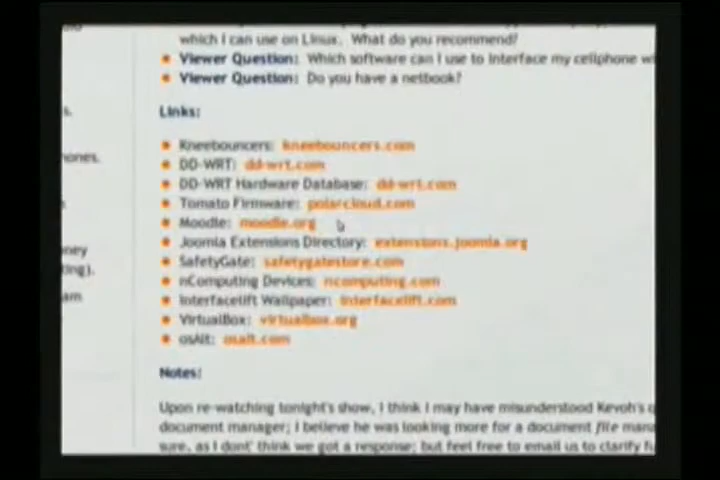 which I can use on Linux. What do you recommend?
Viewer Question: Which software can I use to interface my cellphone
Viewer Question: Do you have a netbook?
s.
Links:
Kneebouncers: kneebouncers.com
DD-WRT: dd-wrt.com
ones.
DD-WRT Hardware Database: dd-wrt.com
Tomato Firmware: polarcloud.com
Moodle: moodle.org
Joomla Extensions Directory: extensions.joomla.org
ney
SafetyGate: safetygatestore.com
ting).
nComputing Devices: ncomputing.com
am
Interfacelift Wallpaper: interfacelift.com
VirtualBox: virtualbox.org
osAlt: osalt.com
Notes:
Upon re-watching tonight's show, I think I may have misunderstood Kevoh's
document manager; I believe he was looking more for a document file
sure, as I dont' think we got a response; but feel free to email us to clarify